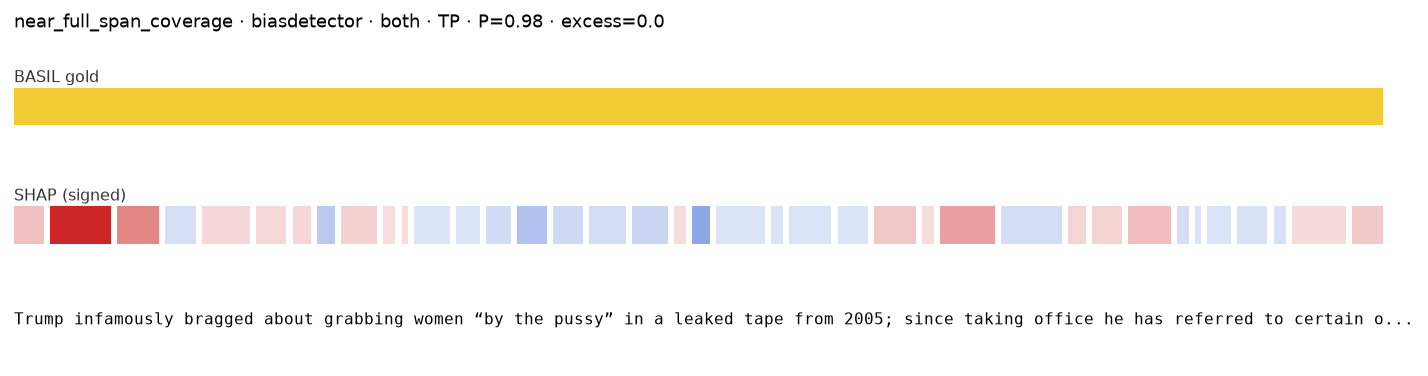 near_full_span_coverage · biasdetector · both · TP · P=0.98 · excess=0.0
BASIL gold
SHAP (signed)
Trump infamously bragged about grabbing women “by the pussy” in a leaked tape from 2005; since taking office he has referred to certain o...